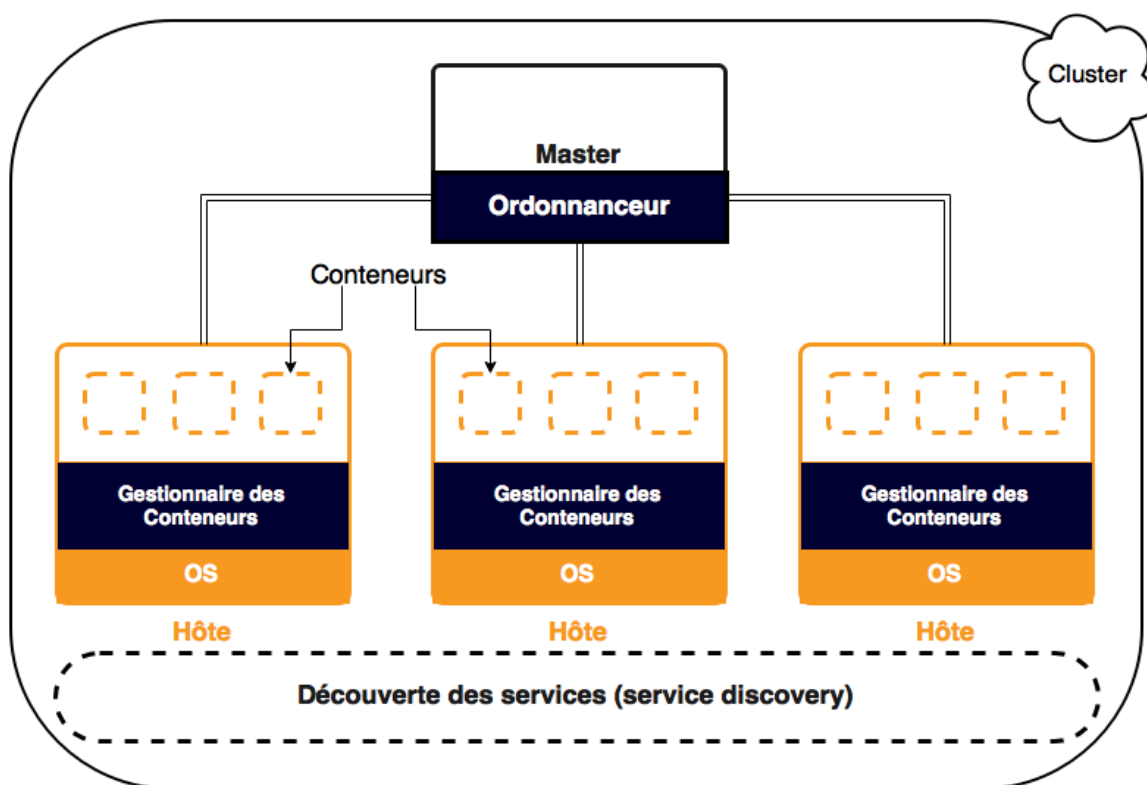 Cluster
Master
Ordonnanceur
Conteneurs
Gestionnaire des
Conteneurs
OS
Hôte
Gestionnaire des
Conteneurs
OS
Hôte
Gestionnaire des
Conteneurs
OS
Hôte
Découverte des services (service discovery)